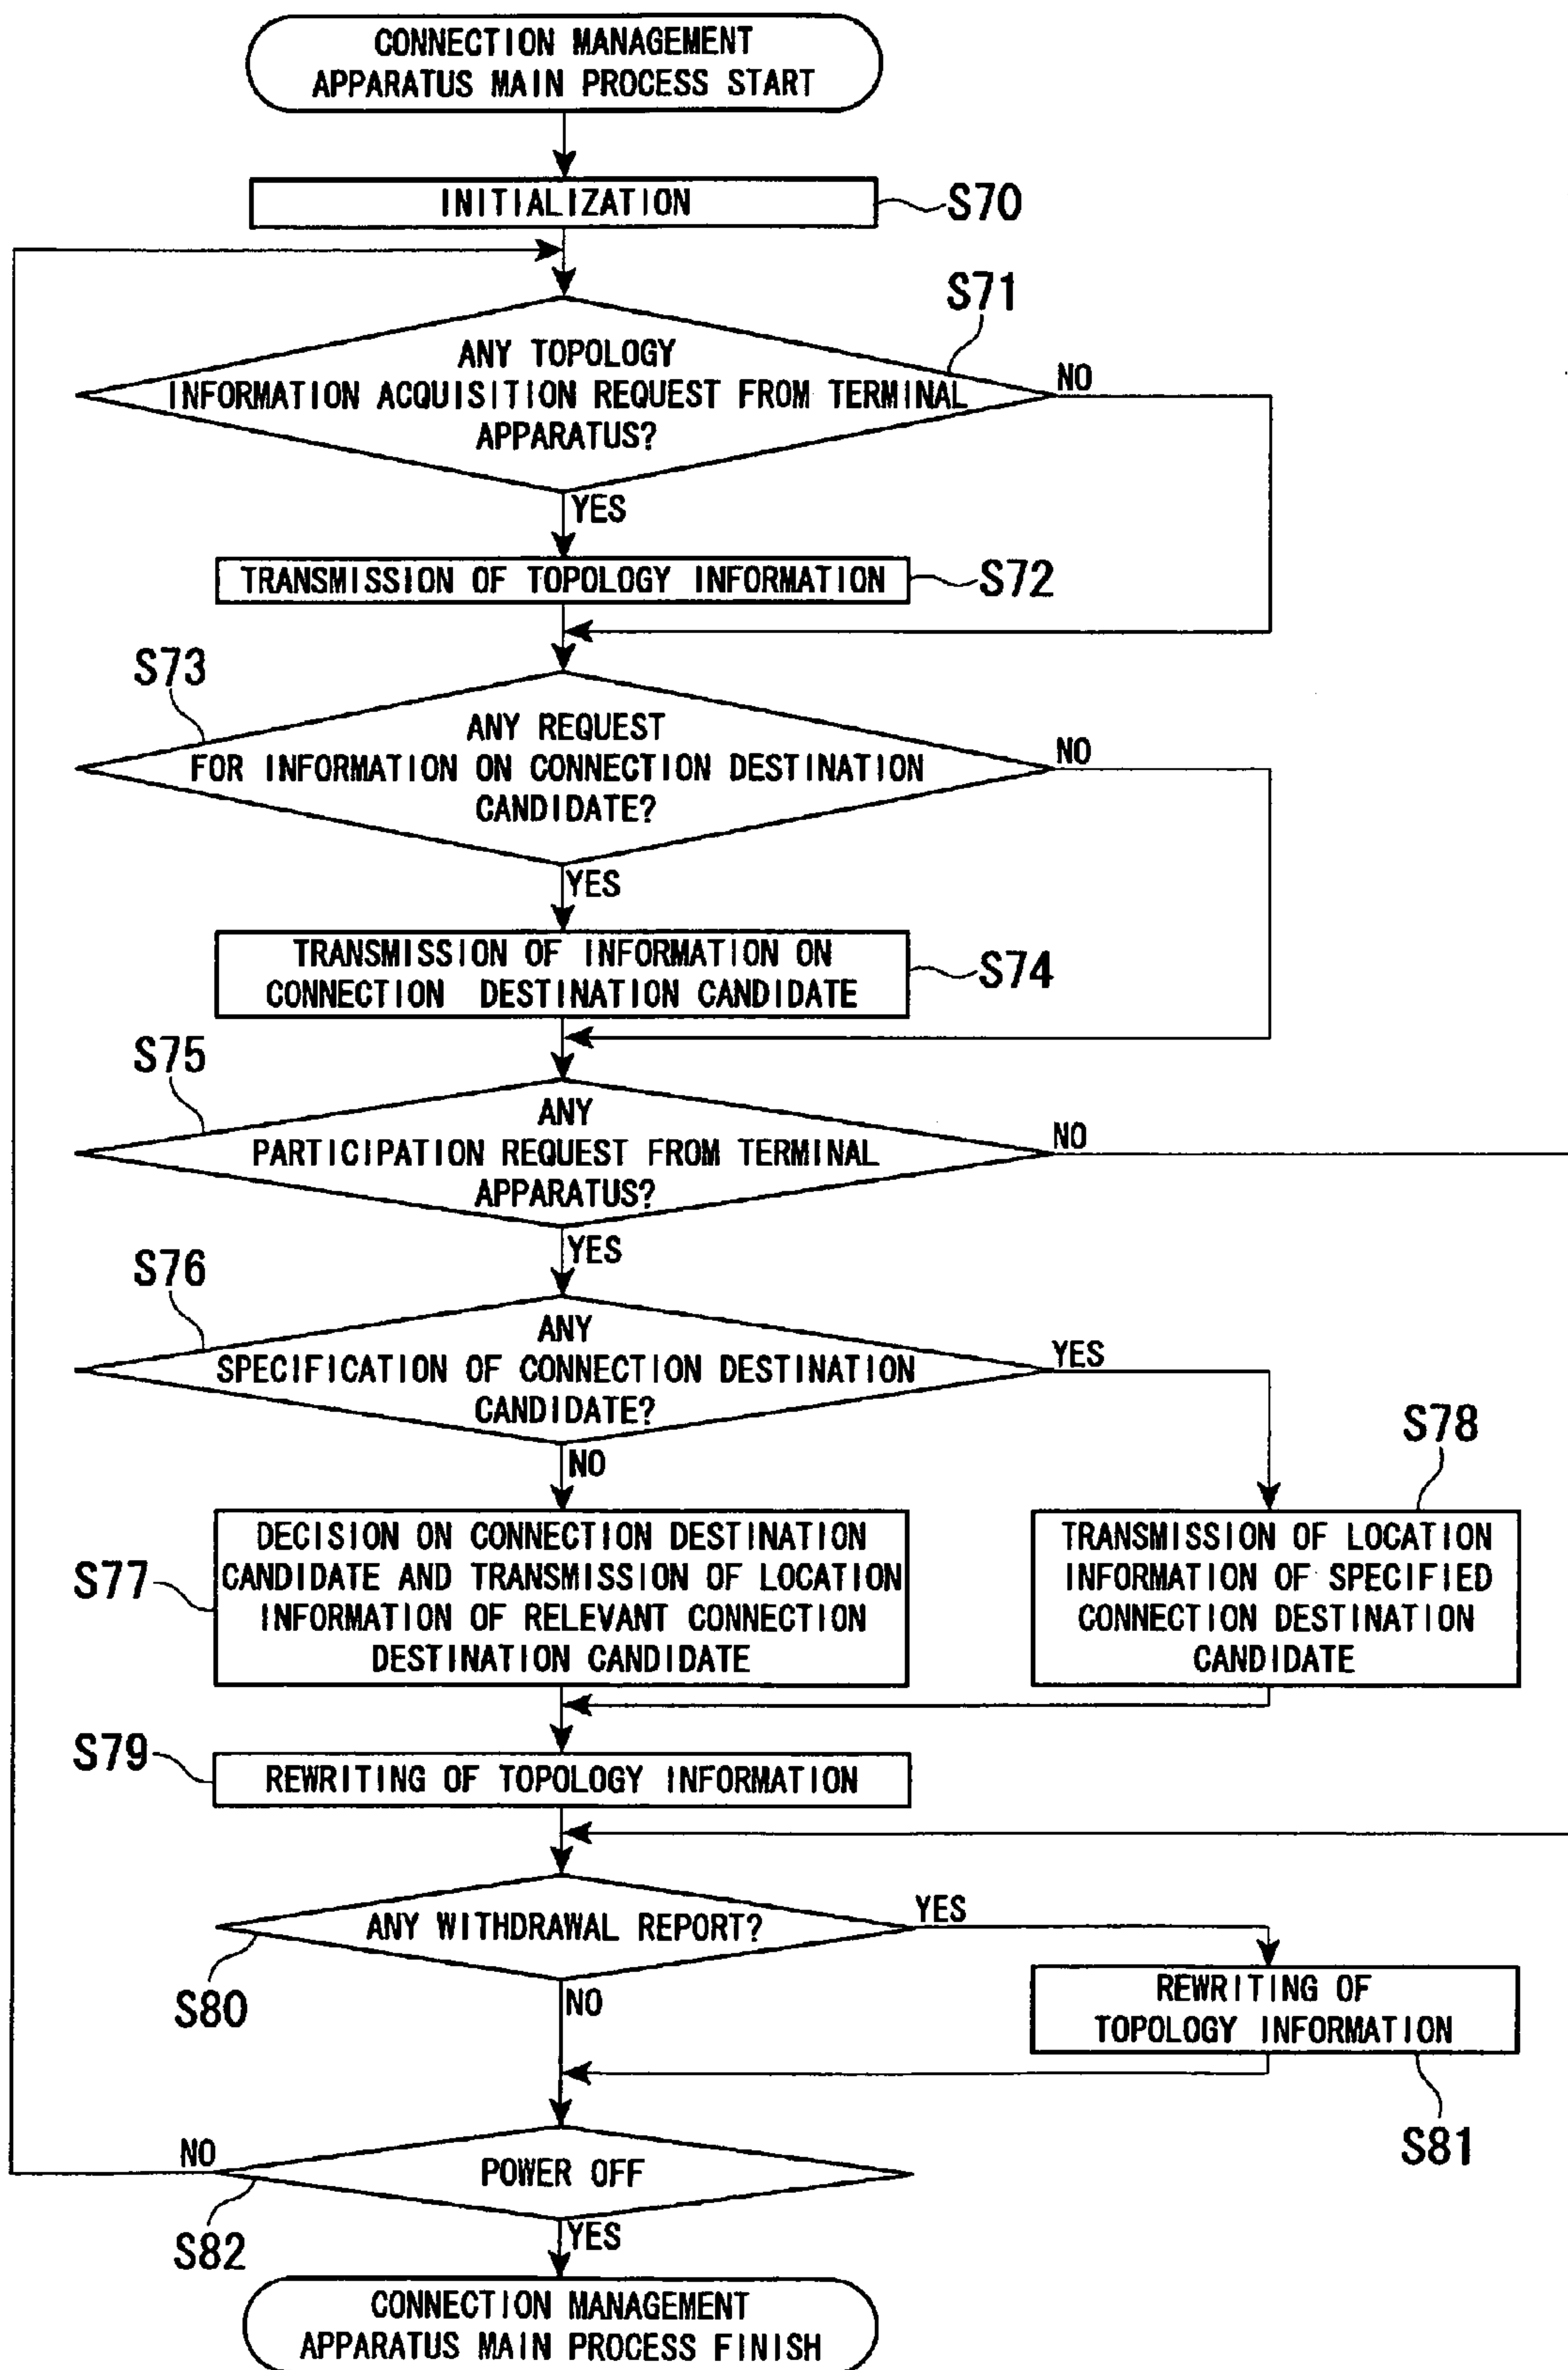 CONNECTION MANAGEMENT
APPARATUS MAIN PROCESS START
INITIALIZATION
S70
S71
ANY TOPOLOGY
INFORMATION ACQUISITION REQUEST FROM TERMINAL
APPARATUS?
NO
YES
TRANSMISSION OF TOPOLOGY INFORMATION
S72
S73
ANY REQUEST
FOR INFORMATION ON CONNECTION DESTINATION
CANDIDATE?
NO
YES
TRANSMISSION OF INFORMATION ON
CONNECTION DESTINATION CANDIDATE
S74
S75
ANY
PARTICIPATION REQUEST FROM TERMINAL
APPARATUS?
NO
YES
S76
ANY
SPECIFICATION OF CONNECTION DESTINATION
CANDIDATE?
YES
NO
S78
DECISION ON CONNECTION DESTINATION
CANDIDATE AND TRANSMISSION OF LOCATION
INFORMATION OF RELEVANT CONNECTION
DESTINATION CANDIDATE
S77
TRANSMISSION OF LOCATION
INFORMATION OF SPECIFIED
CONNECTION DESTINATION
CANDIDATE
S79
REWRITING OF TOPOLOGY INFORMATION
ANY WITHDRAWAL REPORT?
YES
S80
NO
REWRITING OF
TOPOLOGY INFORMATION
S81
NO
POWER OFF
S82
YES
CONNECTION MANAGEMENT
APPARATUS MAIN PROCESS FINISH